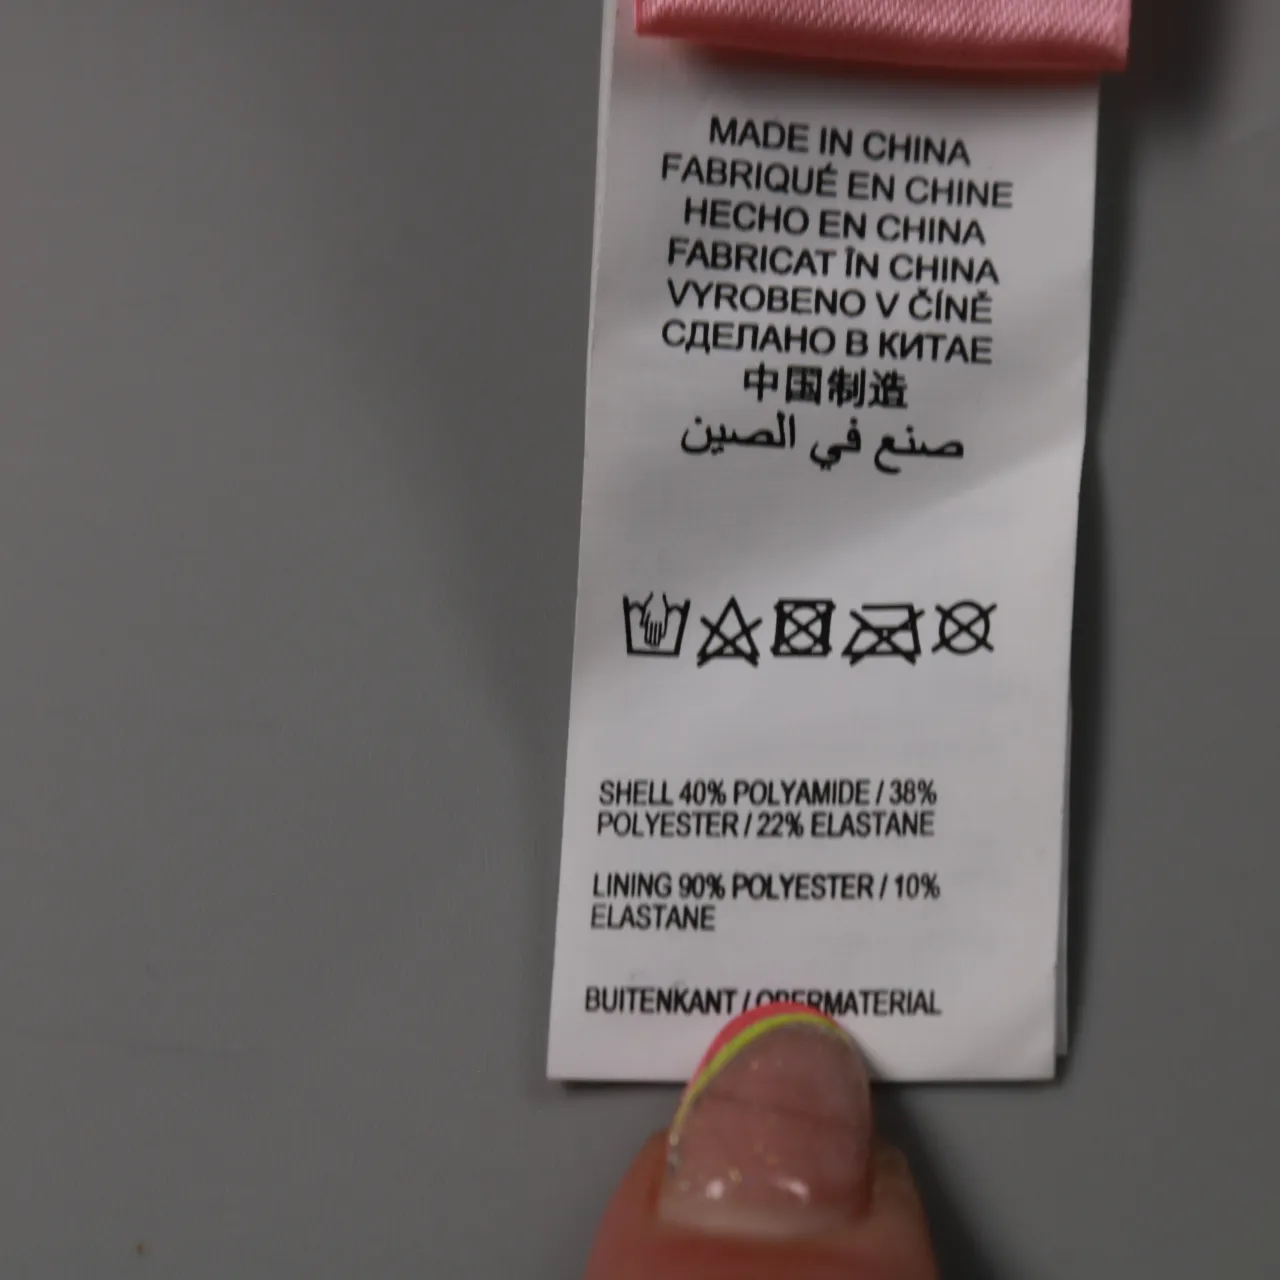 MADE IN CHINA
FABRIQUÉ EN CHINE
HECHO EN CHINA
FABRICAT ÎN CHINA
VYROBENO V ČÍNĚ
СДЕЛАНО В КИТАЕ
中国制造
صنع في الصين
SHELL 40% POLYAMIDE / 38%
POLYESTER / 22% ELASTANE
LINING 90% POLYESTER / 10%
ELASTANE
BUITENKANT / OBERMATERIAL